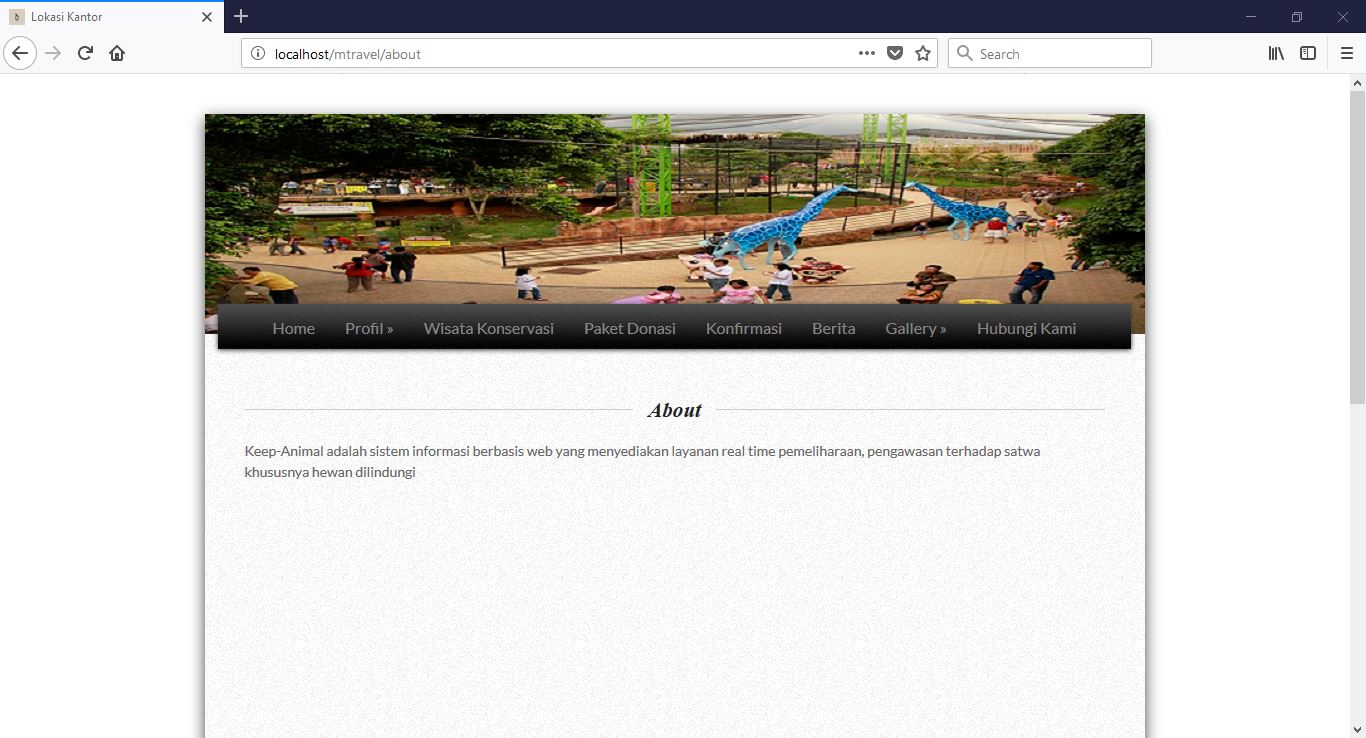 Lokasi Kantor
localhost/mtravel/about
Search
Home Profil » Wisata Konservasi Paket Donasi Konfirmasi Berita Gallery » Hubungi Kami
About
Keep-Animal adalah sistem informasi berbasis web yang menyediakan layanan real time pemeliharaan, pengawasan terhadap satwa
khususnya hewan dilindungi